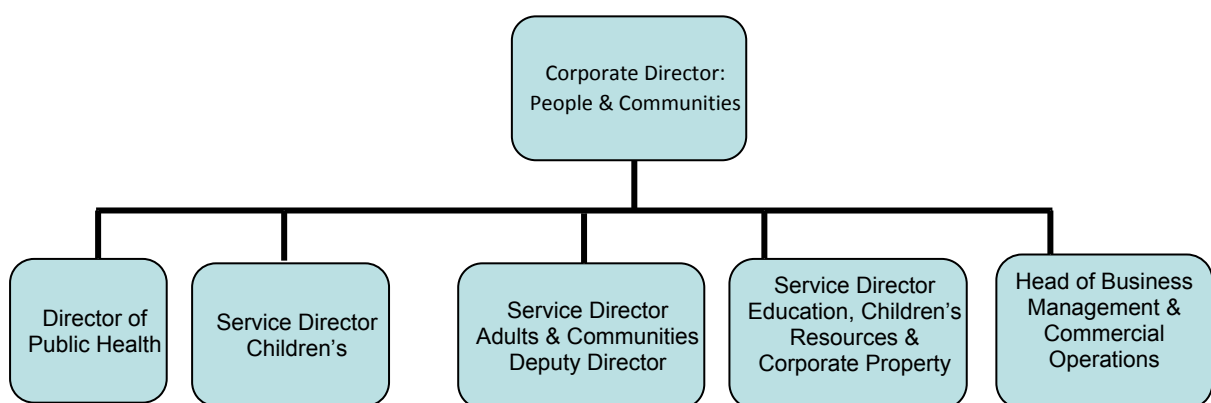 Corporate Director:
People & Communities
Director of
Public Health
Service Director
Children’s
Service Director
Adults & Communities
Deputy Director
Service Director
Education, Children’s
Resources &
Corporate Property
Head of Business
Management &
Commercial
Operations